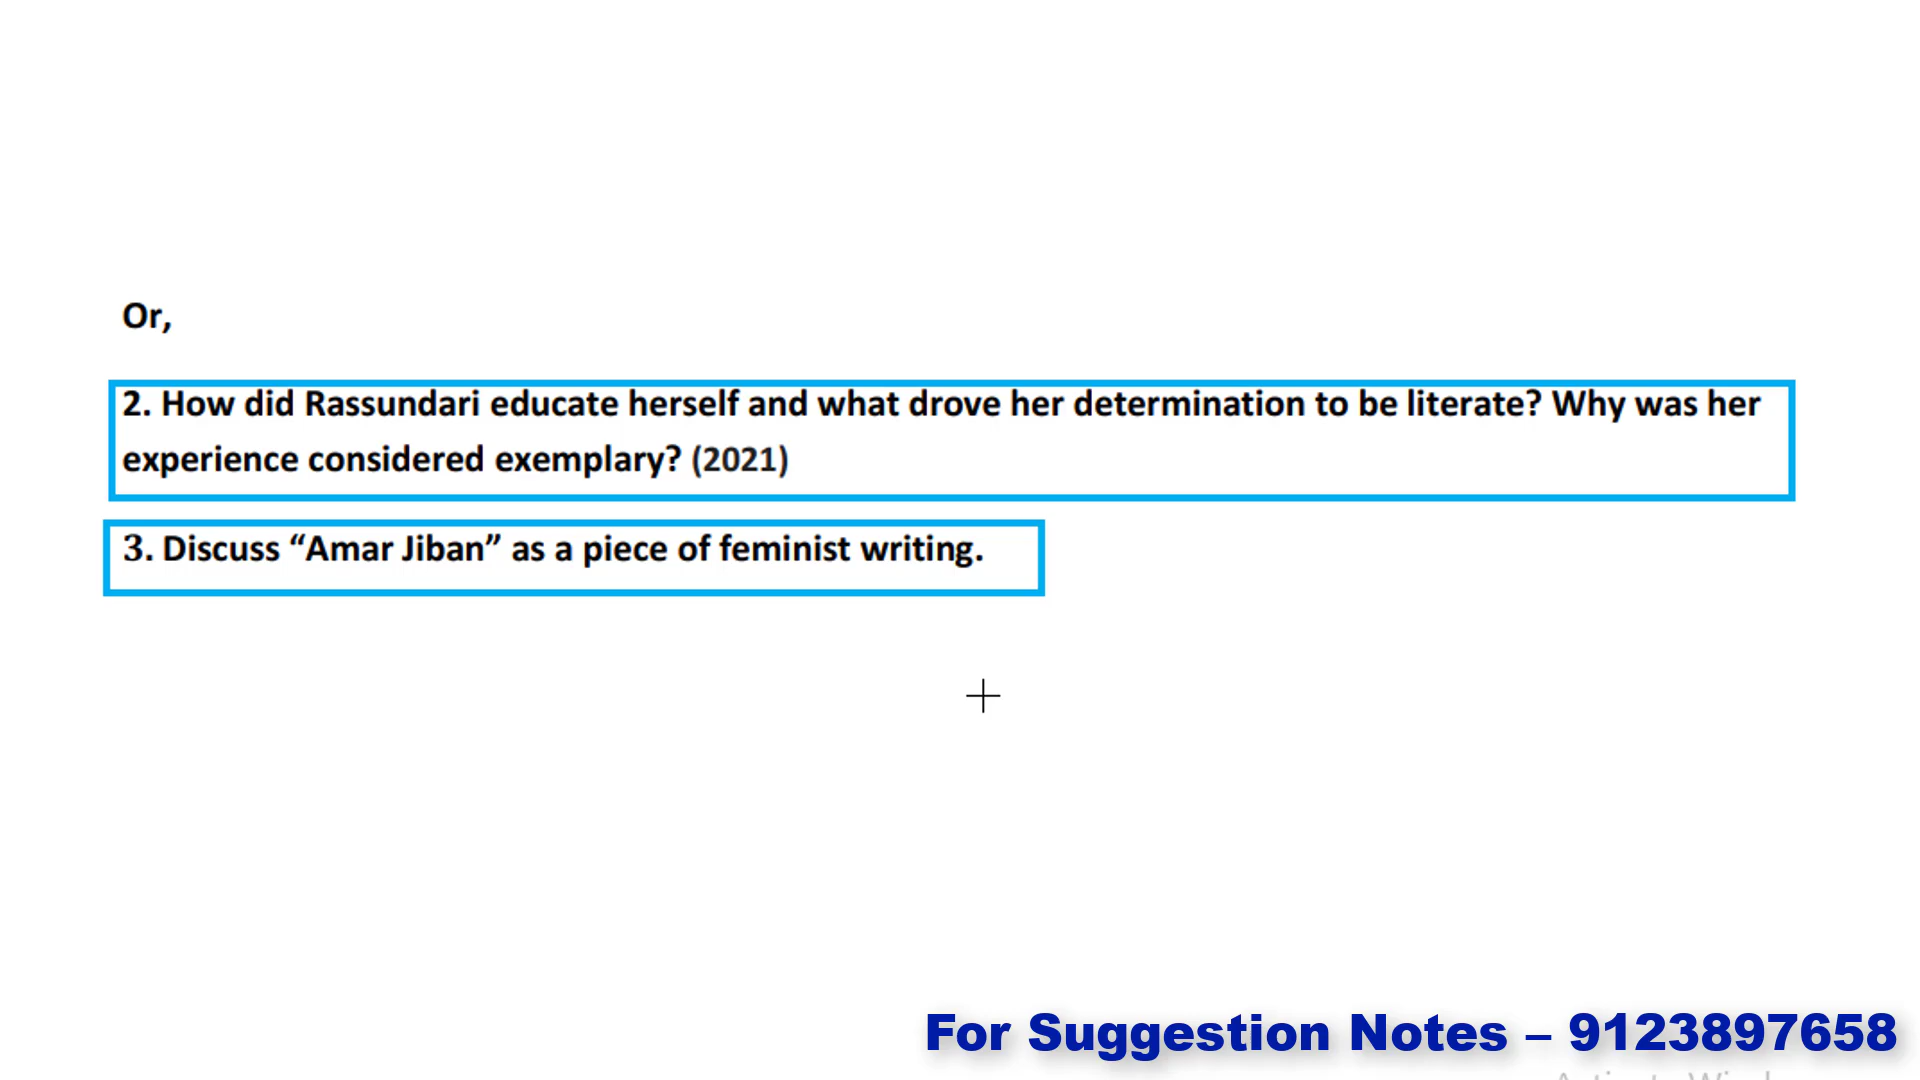 Or,
2. How did Rassundari educate herself and what drove her determination to be literate? Why was her
experience considered exemplary? (2021)
3. Discuss “Amar Jiban” as a piece of feminist writing.
For Suggestion Notes – 9123897658